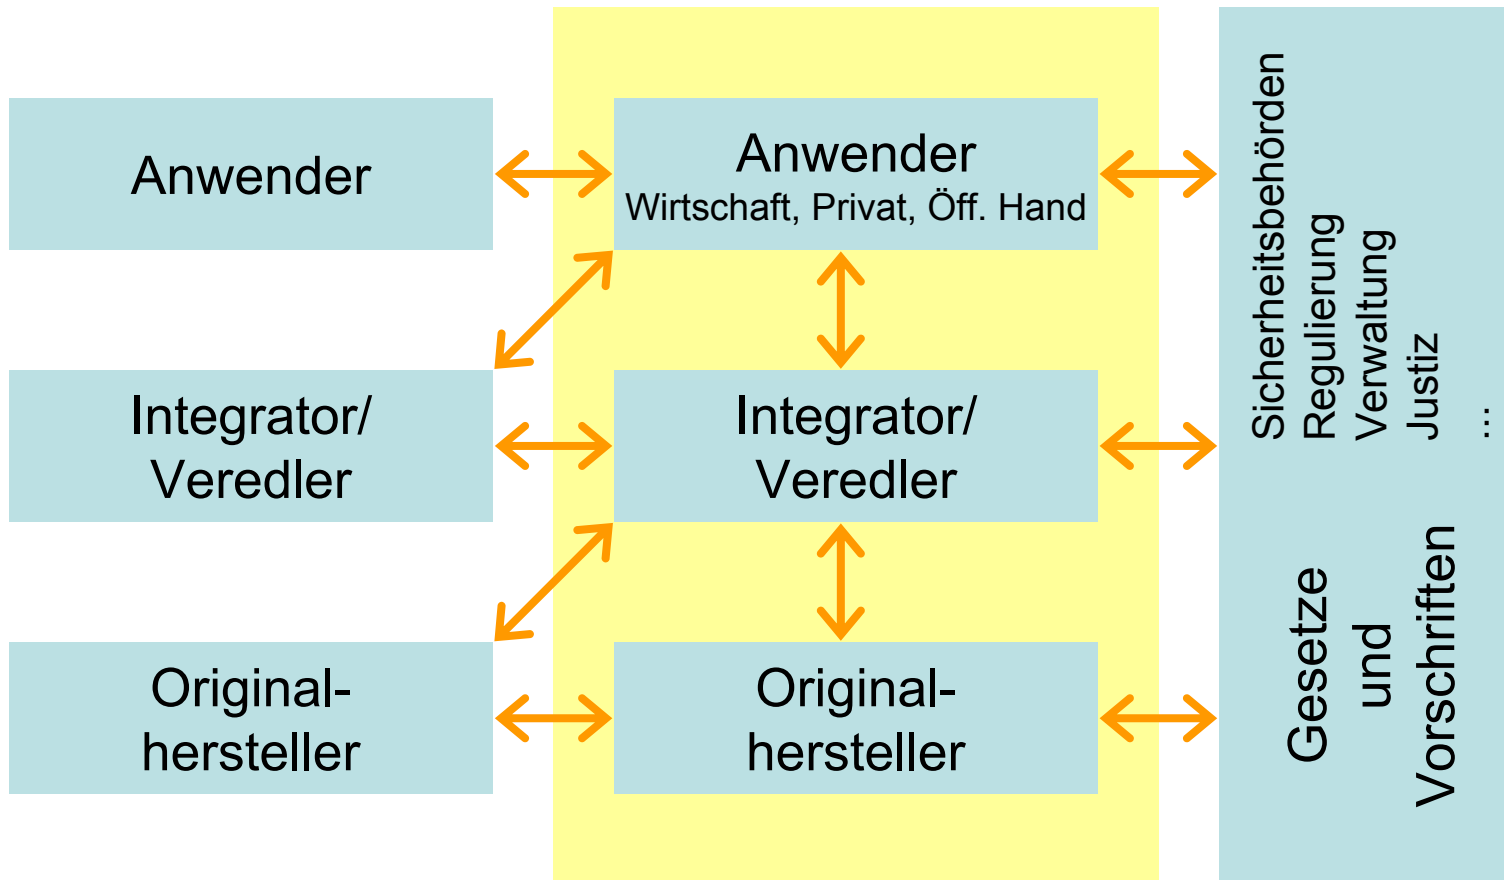 Anwender
Anwender
Wirtschaft, Privat, Öff. Hand
Integrator/
Veredler
Integrator/
Veredler
Original-
hersteller
Original-
hersteller
Sicherheitsbehörden
Regulierung
Verwaltung
Justiz
...
Gesetze
und
Vorschriften